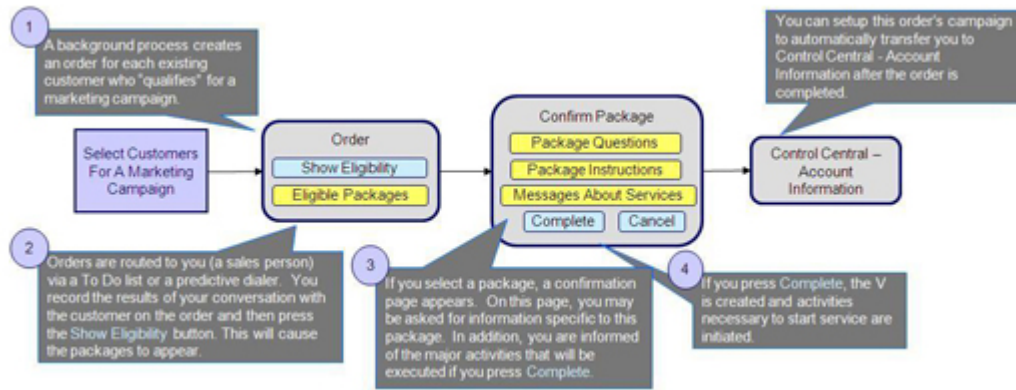 1
A background process creates
an order for each existing
customer who "qualifies" for a
marketing campaign.
You can setup this order's campaign
to automatically transfer you to
Control Central - Account
Information after the order is
completed.
Select Customers
For A Marketing
Campaign
Order
Show Eligibility
Eligible Packages
Confirm Package
Package Questions
Package Instructions
Messages About Services
Complete
Cancel
Control Central –
Account
Information
2
Orders are routed to you (a sales person)
via a To Do list or a predictive dialer. You
record the results of your conversation with
the customer on the order and then press
the Show Eligibility button. This will cause
the packages to appear.
3
If you select a package, a confirmation
page appears. On this page, you may
be asked for information specific to this
package. In addition, you are informed
of the major activities that will be
executed if you press Complete.
4
If you press Complete, the V
is created and activities
necessary to start service are
initiated.